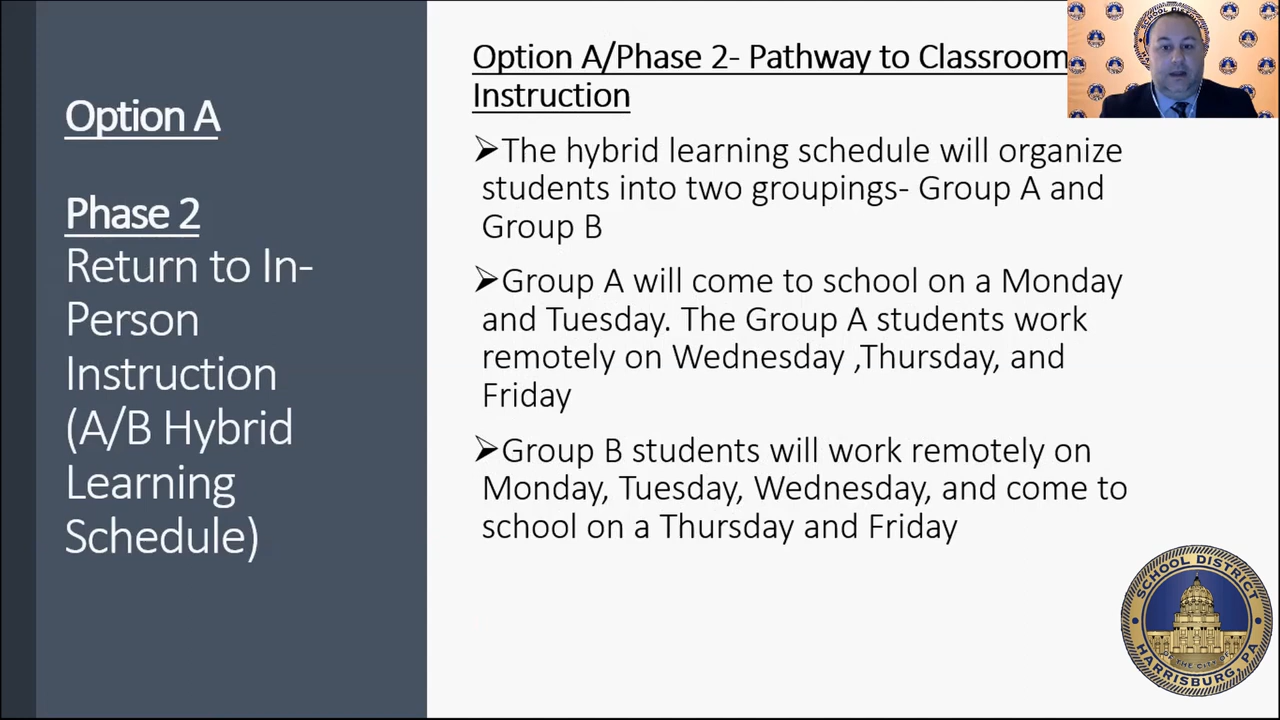 Option A
Phase 2
Return to In-
Person
Instruction
(A/B Hybrid
Learning
Schedule)
Option A/Phase 2- Pathway to Classroom
Instruction
➢The hybrid learning schedule will organize
students into two groupings- Group A and
Group B
➢Group A will come to school on a Monday
and Tuesday. The Group A students work
remotely on Wednesday ,Thursday, and
Friday
➢Group B students will work remotely on
Monday, Tuesday, Wednesday, and come to
school on a Thursday and Friday
SCHOOL DISTRICT
OF THE CITY OF
HARRISBURG, PA